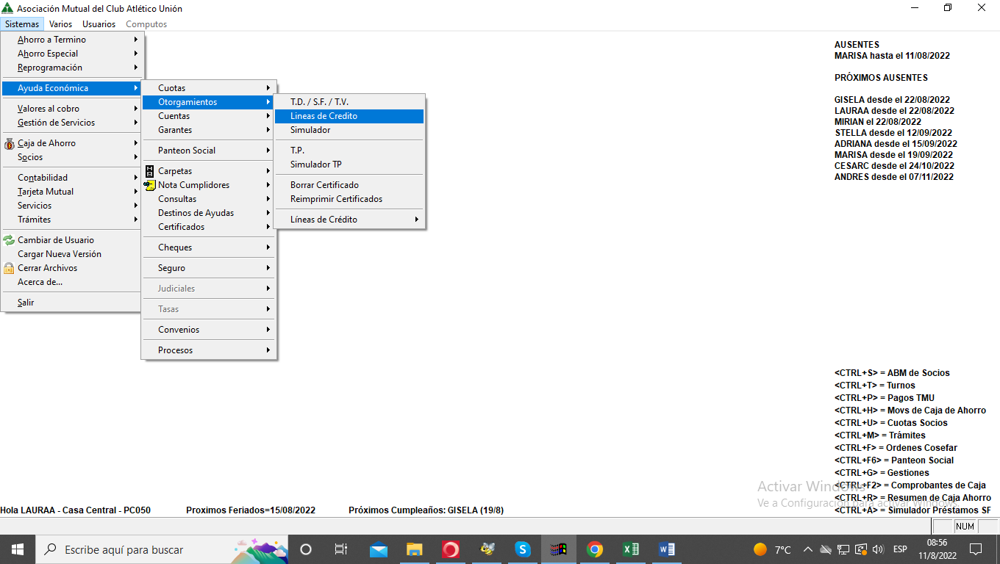 Asociación Mutual del Club Atlético Unión
Sistemas Varios Usuarios Computos
Ahorro a Termino
Ahorro Especial
Reprogramación
Ayuda Económica
Valores al cobro
Gestión de Servicios
Caja de Ahorro
Socios
Contabilidad
Tarjeta Mutual
Servicios
Trámites
Cambiar de Usuario
Cargar Nueva Versión
Cerrar Archivos
Acerca de...
Salir
Cuotas
Otorgamientos
Cuentas
Garantes
Panteon Social
Carpetas
Nota Cumplidores
Consultas
Destinos de Ayudas
Certificados
Cheques
Seguro
Judiciales
Tasas
Convenios
Procesos
T.D. / S.F. / T.V.
Lineas de Credito
Simulador
T.P.
Simulador TP
Borrar Certificado
Reimprimir Certificados
Líneas de Crédito
AUSENTES
MARISA hasta el 11/08/2022
PRÓXIMOS AUSENTES
GISELA desde el 22/08/2022
LAURAA desde el 22/08/2022
MIRIAN el 22/08/2022
STELLA desde el 12/09/2022
ADRIANA desde el 15/09/2022
MARISA desde el 19/09/2022
CESARC desde el 24/10/2022
ANDRES desde el 07/11/2022
<CTRL+S> = ABM de Socios
<CTRL+T> = Turnos
<CTRL+P> = Pagos TMU
<CTRL+H> = Movs de Caja de Ahorro
<CTRL+U> = Cuotas Socios
<CTRL+M> = Trámites
<CTRL+F> = Ordenes Cosefar
<CTRL+F6> = Panteon Social
<CTRL+G> = Gestiones
<CTRL+F2> = Comprobantes de Caja
<CTRL+R> = Resumen de Caja Ahorro
<CTRL+A> = Simulador Préstamos SF
Activar Windows
Ve a Configuración para activar Windows.
Hola LAURAA - Casa Central - PC050 Proximos Feriados=15/08/2022 Próximos Cumpleaños: GISELA (19/8)
NUM
Escribe aquí para buscar
7°C
ESP
08:56
11/8/2022